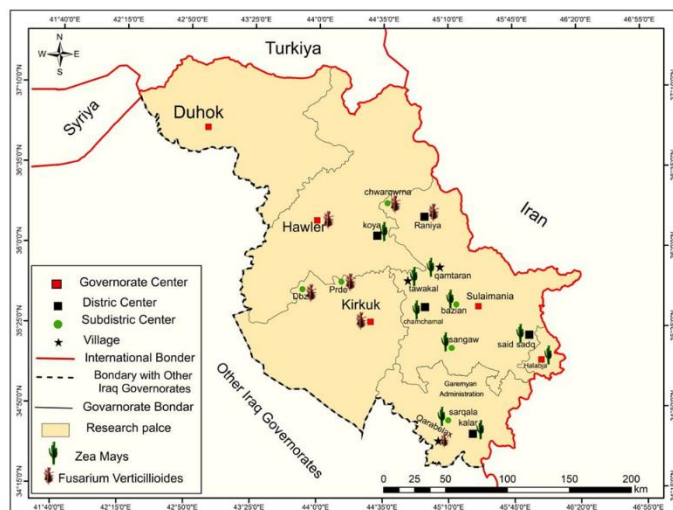 41°40'0"E 42°15'0"E 42°50'0"E 43°25'0"E 44°0'0"E 44°35'0"E 45°10'0"E 45°45'0"E 46°20'0"E 46°55'0"E
N
W E
S
Turkiya
37°10'0"N
Duhok
Syriya
36°35'0"N
chwarqwrna
Iran
Hawler
koya
Raniya
36°0'0"N
Governorate Center
Distric Center
Subdistric Center
Village
International Bonder
Bondary with Other
Iraq Governorates
Govarnorate Bondar
Research palce
Zea Mays
Fusarium Verticillioides
qamtaran
tawakal
Prde
Kirkuk
Sulaimania
bazian
chamchamal
35°25'0"N
sangaw
said sadq
Halabja
Other Iraq Governorates
Garemyan
Administration
34°50'0"N
sarqala
kalar
Qarabelax
34°15'0"N
0 25 50 100 150 200
km
41°40'0"E 42°15'0"E 42°50'0"E 43°25'0"E 44°0'0"E 44°35'0"E 45°10'0"E 45°45'0"E 46°20'0"E